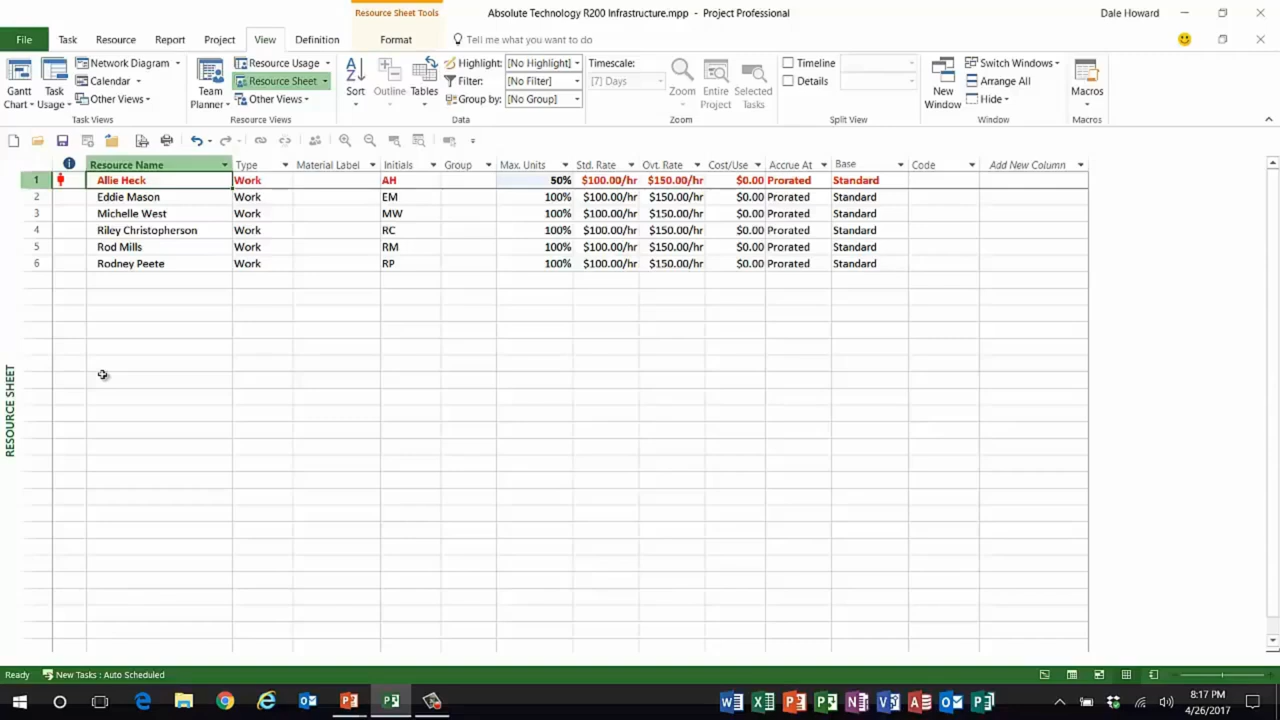 Resource Sheet Tools
Absolute Technology R200 Infrastructure.mpp - Project Professional
Dale Howard
File Task Resource Report Project View Definition Format Tell me what you want to do
Gantt Chart
Task Usage
Network Diagram
Calendar
Other Views
Task Views
Team Planner
Resource Usage
Resource Sheet
Other Views
Resource Views
Sort
Outline
Tables
Highlight: [No Highlight]
Filter: [No Filter]
Group by: [No Group]
Data
Timescale:
[7] Days
Zoom
Entire Project
Selected Tasks
Zoom
Timeline
Details
Split View
New Window
Switch Windows
Arrange All
Hide
Window
Macros
Macros
Resource Name Type Material Label Initials Group Max. Units Std. Rate Ovt. Rate Cost/Use Accrue At Base Code Add New Column
1 Allie Heck Work AH 50% $100.00/hr $150.00/hr $0.00 Prorated Standard
2 Eddie Mason Work EM 100% $100.00/hr $150.00/hr $0.00 Prorated Standard
3 Michelle West Work MW 100% $100.00/hr $150.00/hr $0.00 Prorated Standard
4 Riley Christopherson Work RC 100% $100.00/hr $150.00/hr $0.00 Prorated Standard
5 Rod Mills Work RM 100% $100.00/hr $150.00/hr $0.00 Prorated Standard
6 Rodney Peete Work RP 100% $100.00/hr $150.00/hr $0.00 Prorated Standard
RESOURCE SHEET
Ready New Tasks : Auto Scheduled
8:17 PM
4/26/2017